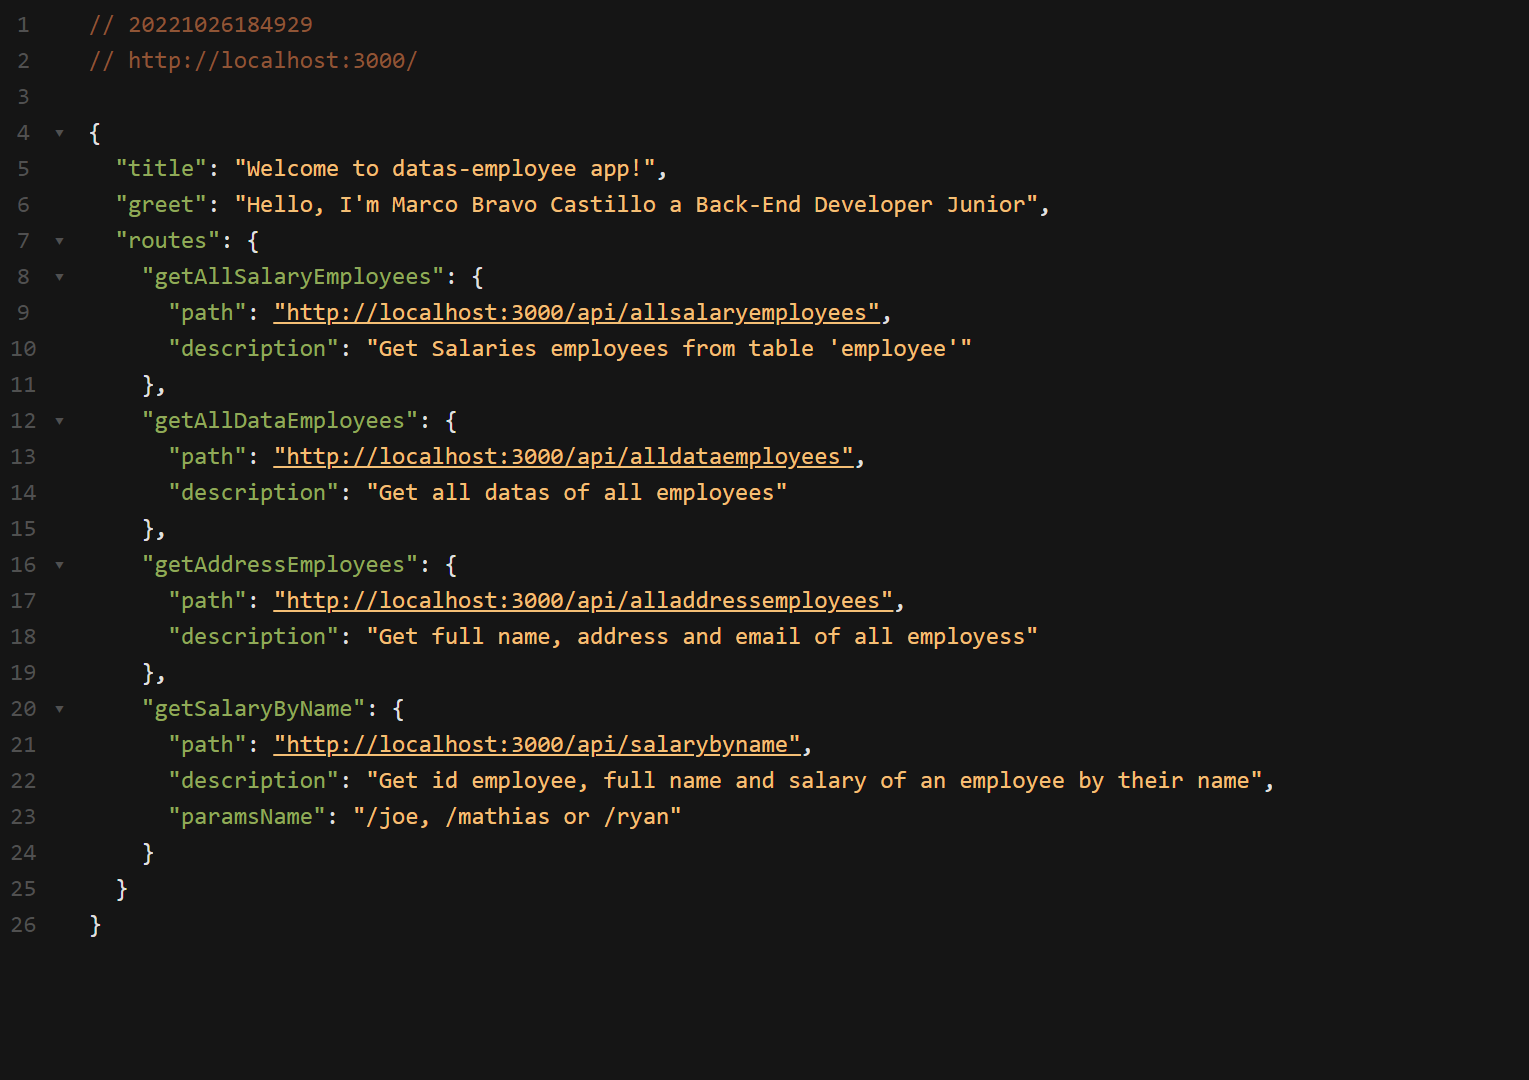 1 // 20221026184929
2 // http://localhost:3000/
3
4 {
5 "title": "Welcome to datas-employee app!",
6 "greet": "Hello, I'm Marco Bravo Castillo a Back-End Developer Junior",
7 "routes": {
8 "getAllSalaryEmployees": {
9 "path": "http://localhost:3000/api/allsalaryemployees",
10 "description": "Get Salaries employees from table 'employee'"
11 },
12 "getAllDataEmployees": {
13 "path": "http://localhost:3000/api/alldataemployees",
14 "description": "Get all datas of all employees"
15 },
16 "getAddressEmployees": {
17 "path": "http://localhost:3000/api/alladdressemployees",
18 "description": "Get full name, address and email of all employess"
19 },
20 "getSalaryByName": {
21 "path": "http://localhost:3000/api/salarybyname",
22 "description": "Get id employee, full name and salary of an employee by their name",
23 "paramsName": "/joe, /mathias or /ryan"
24 }
25 }
26 }